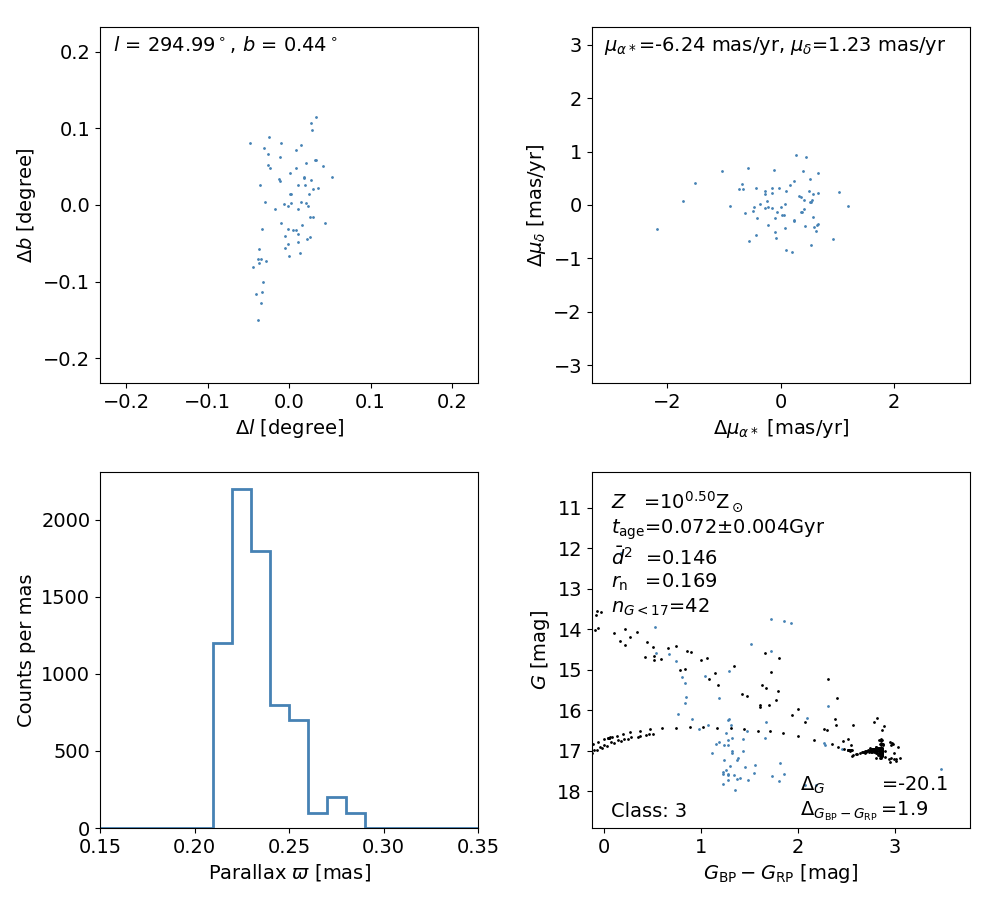 l = 294.99°, b = 0.44°
0.2
0.1
0.0
−0.1
−0.2
Δb [degree]
−0.2 −0.1 0.0 0.1 0.2
Δl [degree]
μα*=-6.24 mas/yr, μδ=1.23 mas/yr
3
2
1
0
−1
−2
−3
Δμδ [mas/yr]
−2 0 2
Δμα* [mas/yr]
2000
1500
1000
500
0
Counts per mas
0.15 0.20 0.25 0.30 0.35
Parallax ϖ [mas]
Z =10^0.50 Z⊙
t_age=0.072±0.004Gyr
d̄² =0.146
r_n =0.169
n_G<17=42
11
12
13
14
15
16
17
18
G [mag]
Δ_G =-20.1
Δ_G_BP−G_RP =1.9
Class: 3
0 1 2 3
G_BP − G_RP [mag]